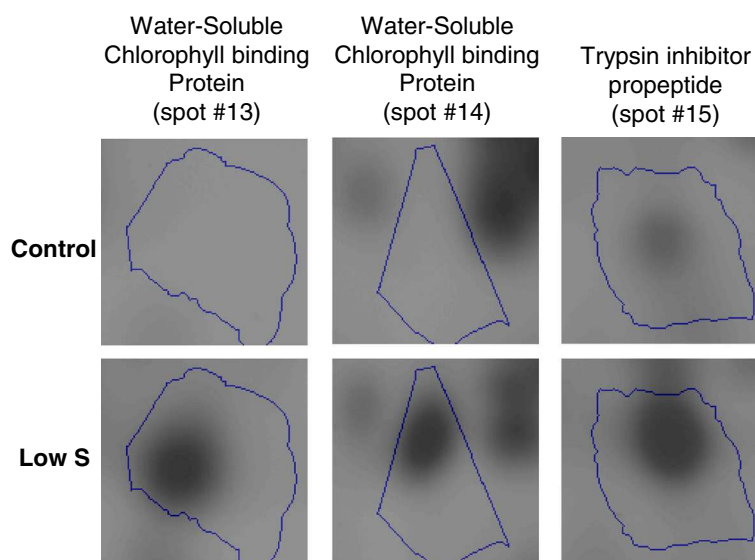 Water-Soluble
Chlorophyll binding
Protein
(spot #13)
Water-Soluble
Chlorophyll binding
Protein
(spot #14)
Trypsin inhibitor
propeptide
(spot #15)
Control
Low S